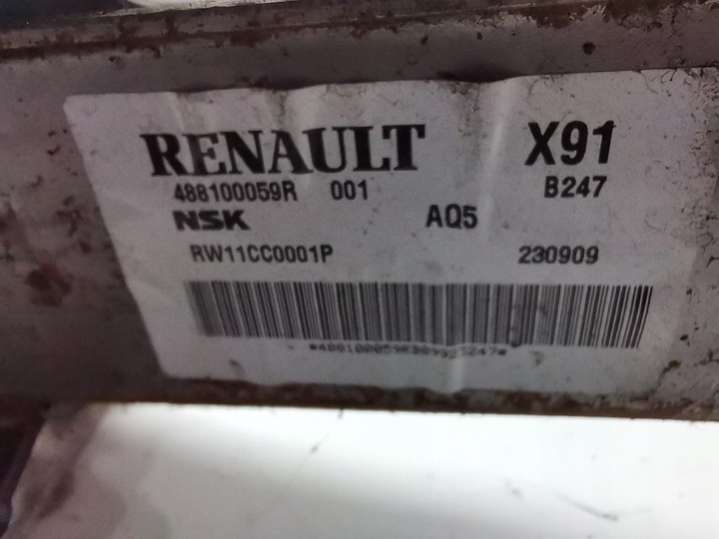 RENAULT X91
488100059R 001 B247
NSK AQ5
RW11CC0001P 230909